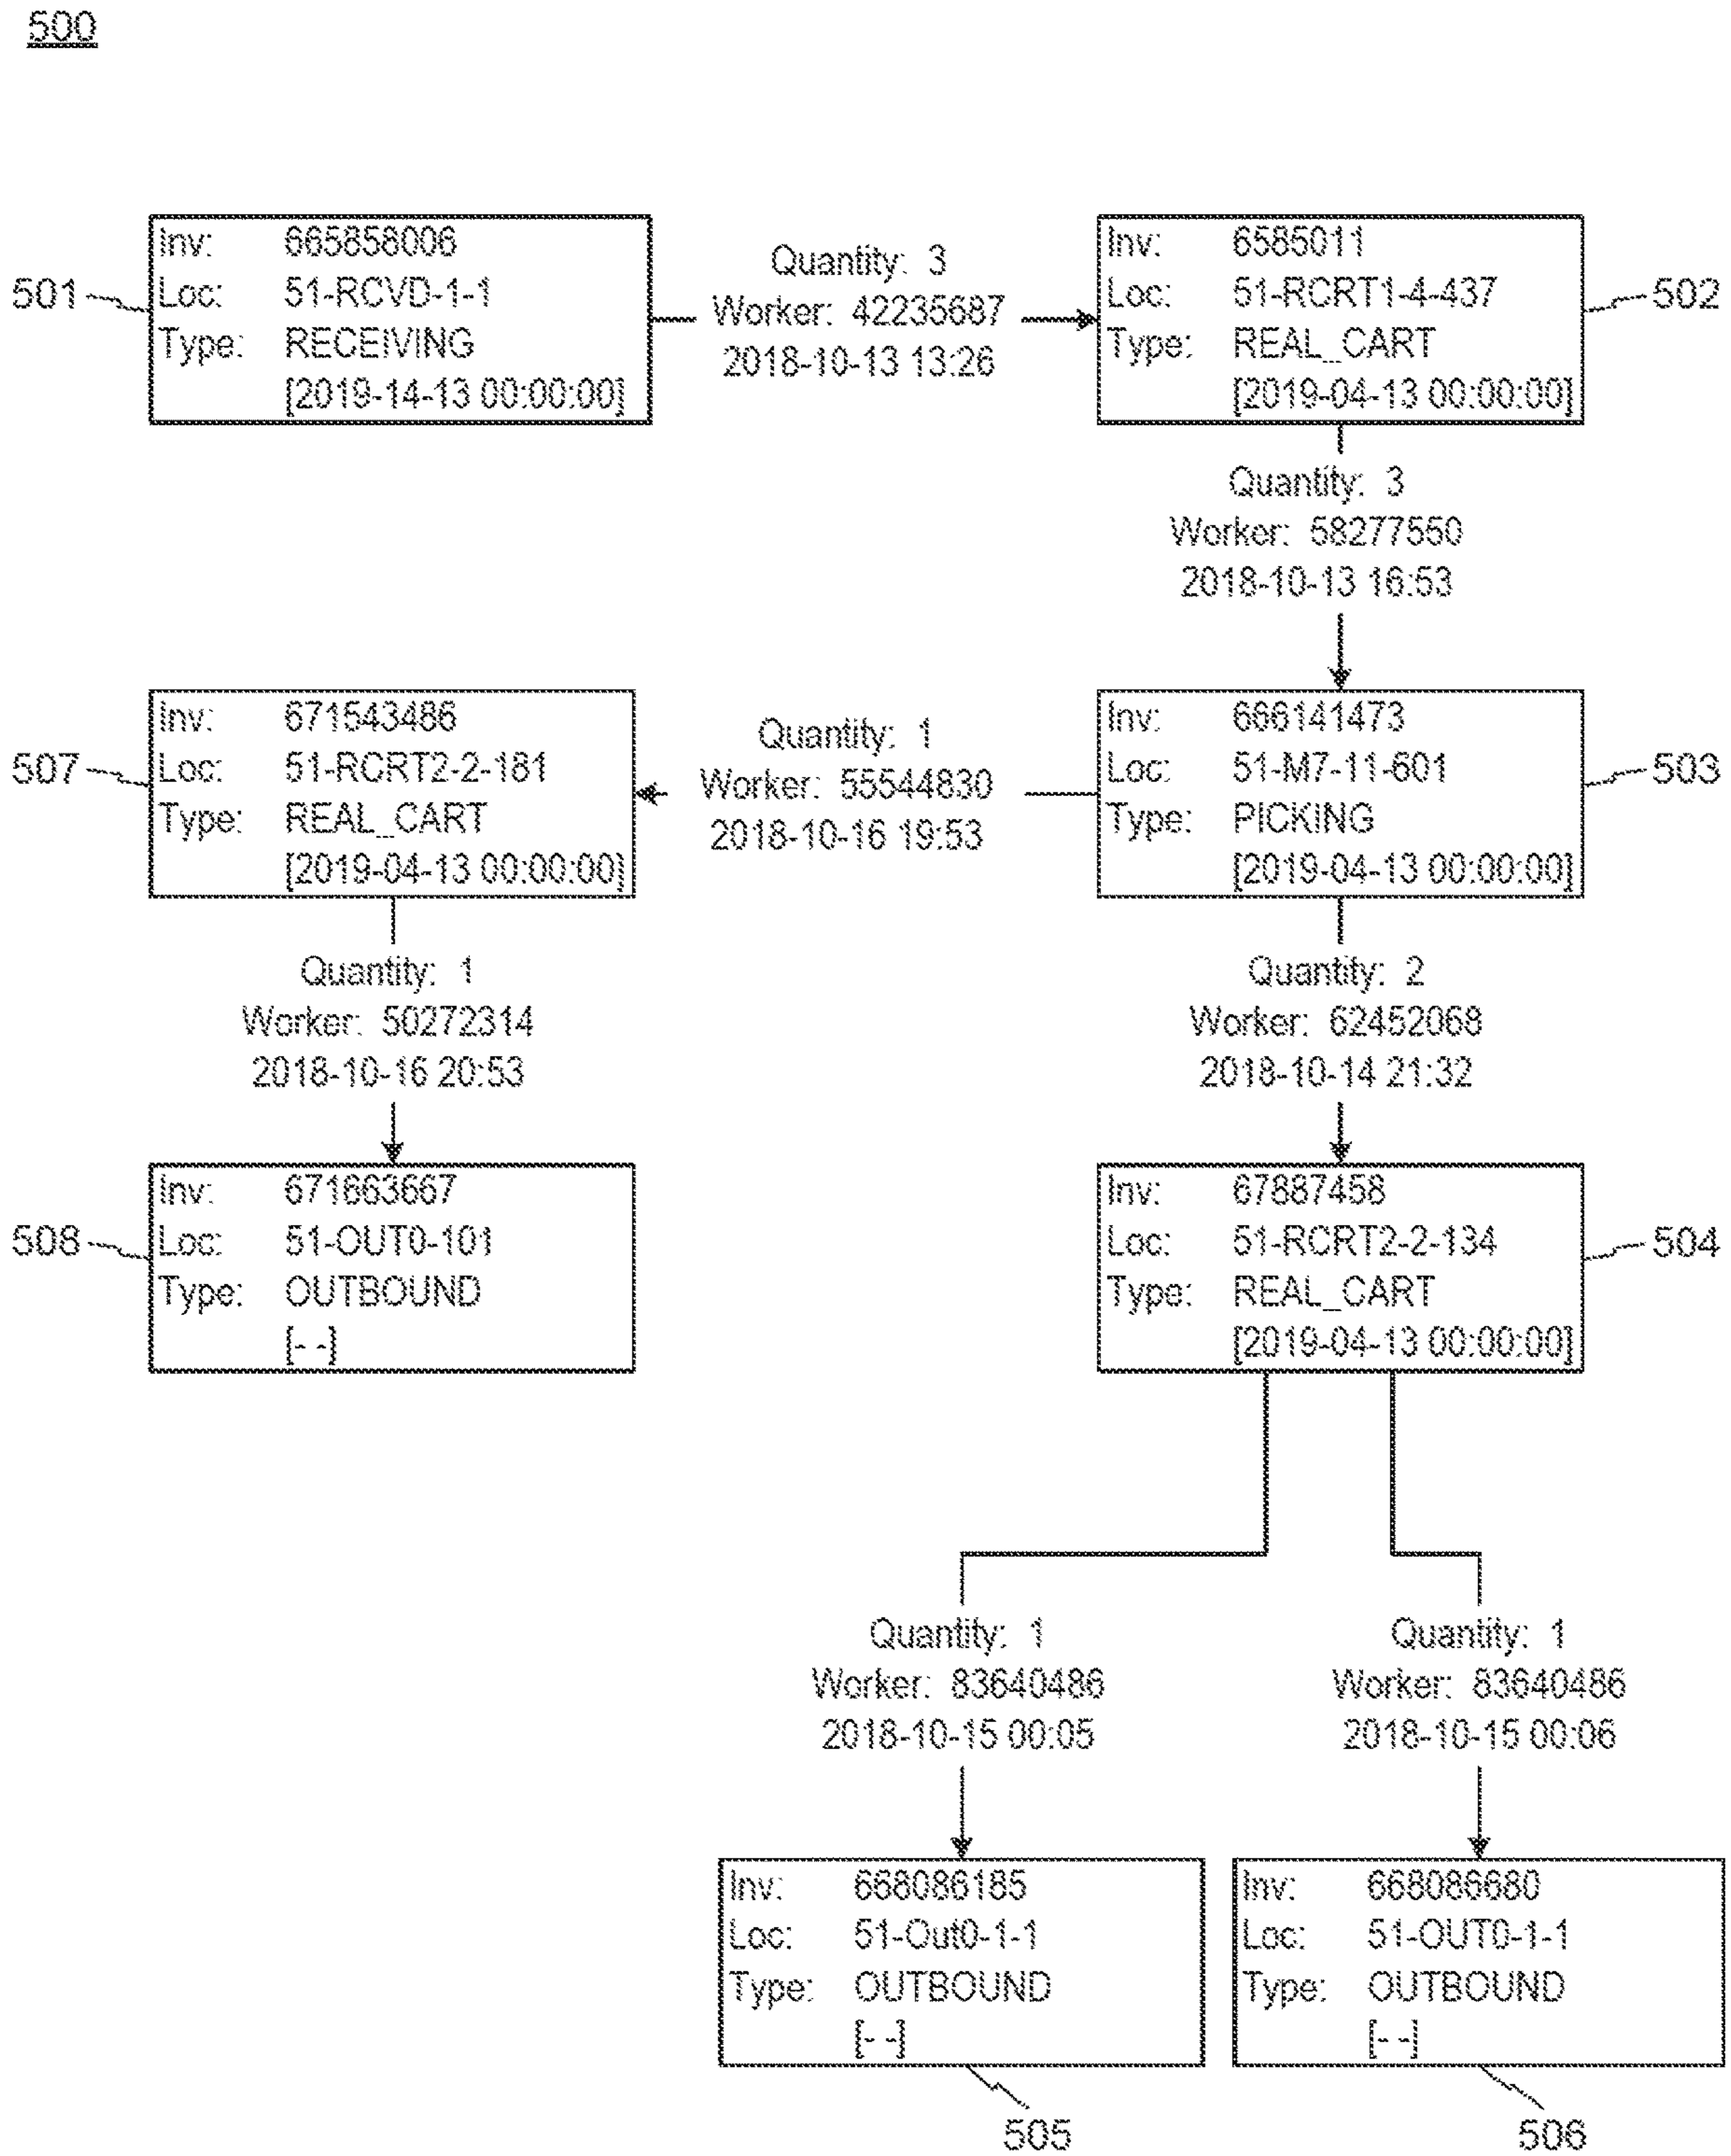 500
501
Inv: 665858006
Loc: 51-RCVD-1-1
Type: RECEIVING
[2019-14-13 00:00:00]
Quantity: 3
Worker: 42235687
2018-10-13 13:26
Inv: 6585011
Loc: 51-RCRT1-4-437
Type: REAL_CART
[2019-04-13 00:00:00]
502
Quantity: 3
Worker: 58277550
2018-10-13 16:53
507
Inv: 671543486
Loc: 51-RCRT2-2-181
Type: REAL_CART
[2019-04-13 00:00:00]
Quantity: 1
Worker: 55544830
2018-10-16 19:53
Inv: 666141473
Loc: 51-M7-11-601
Type: PICKING
[2019-04-13 00:00:00]
503
Quantity: 1
Worker: 50272314
2018-10-16 20:53
Quantity: 2
Worker: 62452068
2018-10-14 21:32
508
Inv: 671663667
Loc: 51-OUT0-101
Type: OUTBOUND
[- -]
Inv: 67887458
Loc: 51-RCRT2-2-134
Type: REAL_CART
[2019-04-13 00:00:00]
504
Quantity: 1
Worker: 83640486
2018-10-15 00:05
Quantity: 1
Worker: 83640486
2018-10-15 00:06
Inv: 668086185
Loc: 51-Out0-1-1
Type: OUTBOUND
[- -]
505
Inv: 668086680
Loc: 51-OUT0-1-1
Type: OUTBOUND
[- -]
506